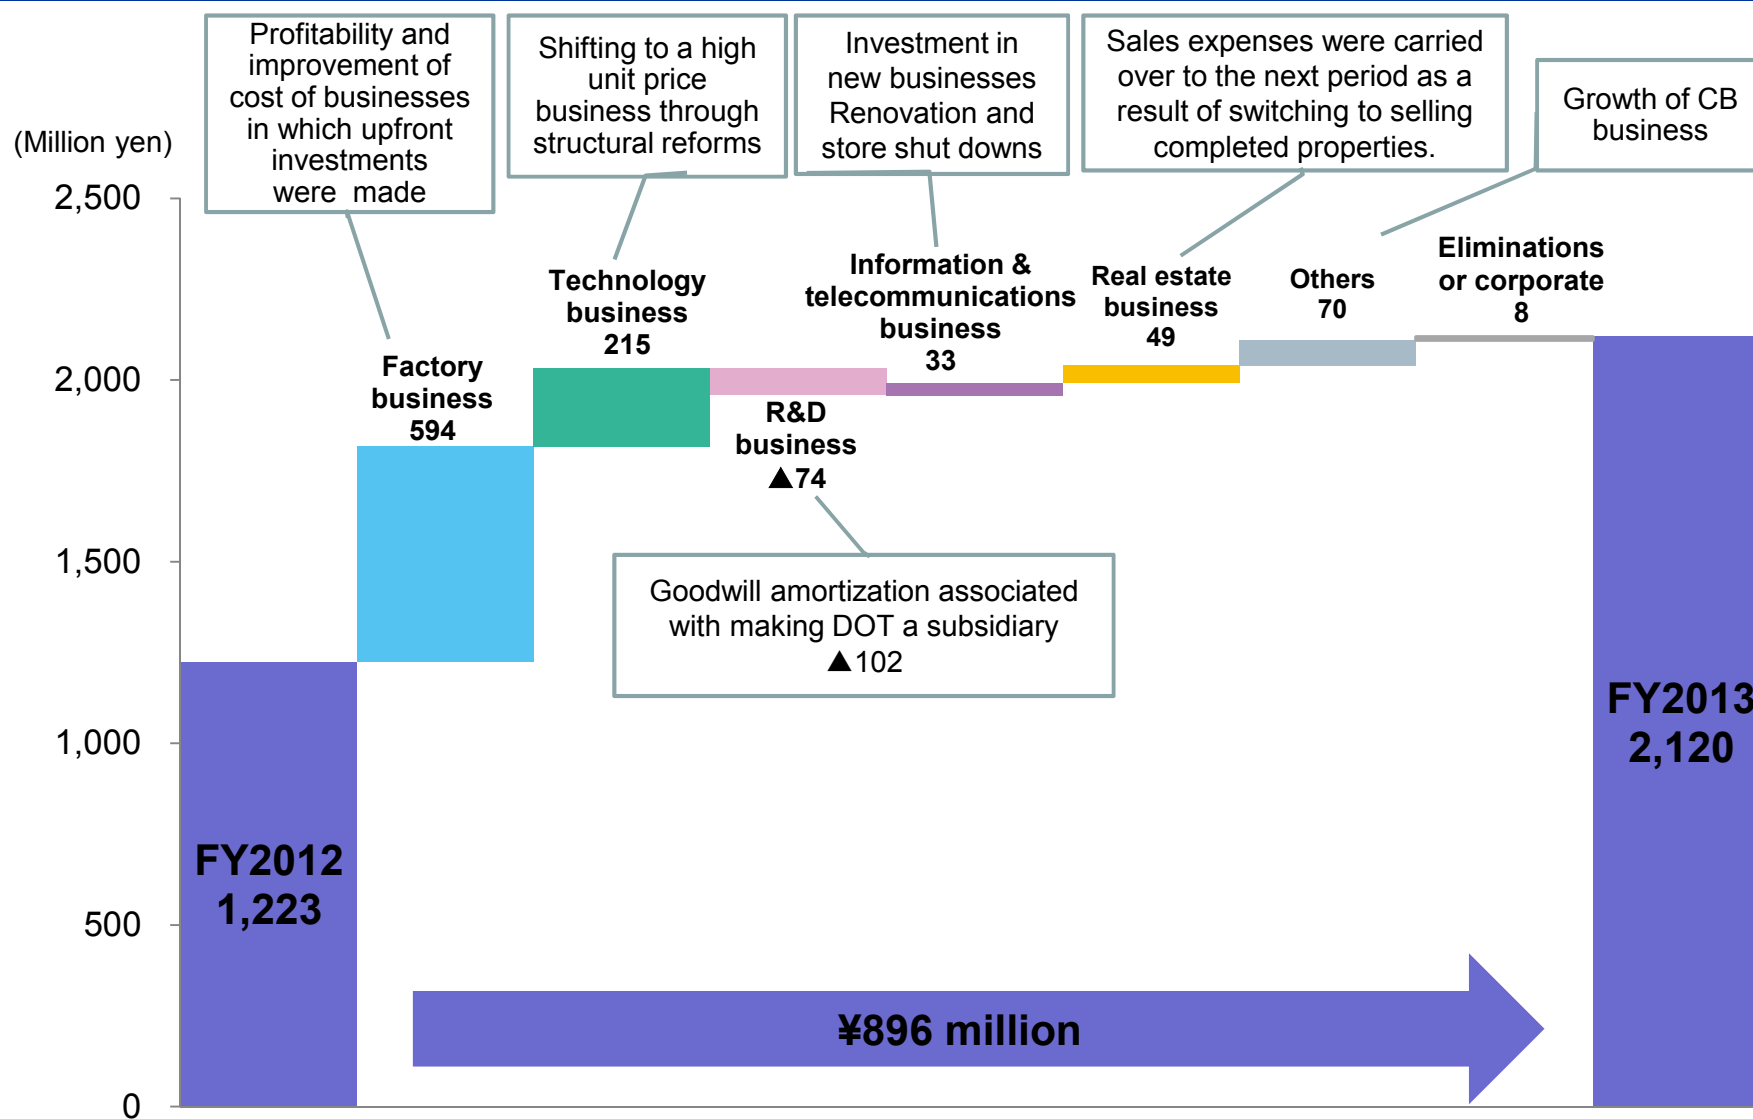 Profitability and
improvement of
cost of businesses
in which upfront
investments
were made
Shifting to a high
unit price
business through
structural reforms
Investment in
new businesses
Renovation and
store shut downs
Sales expenses were carried
over to the next period as a
result of switching to selling
completed properties.
Growth of CB
business
(Million yen)
2,500
2,000
1,500
1,000
500
0
Factory
business
594
Technology
business
215
R&D
business
▲74
Information &
telecommunications
business
33
Real estate
business
49
Others
70
Eliminations
or corporate
8
Goodwill amortization associated
with making DOT a subsidiary
▲102
FY2012
1,223
FY2013
2,120
¥896 million